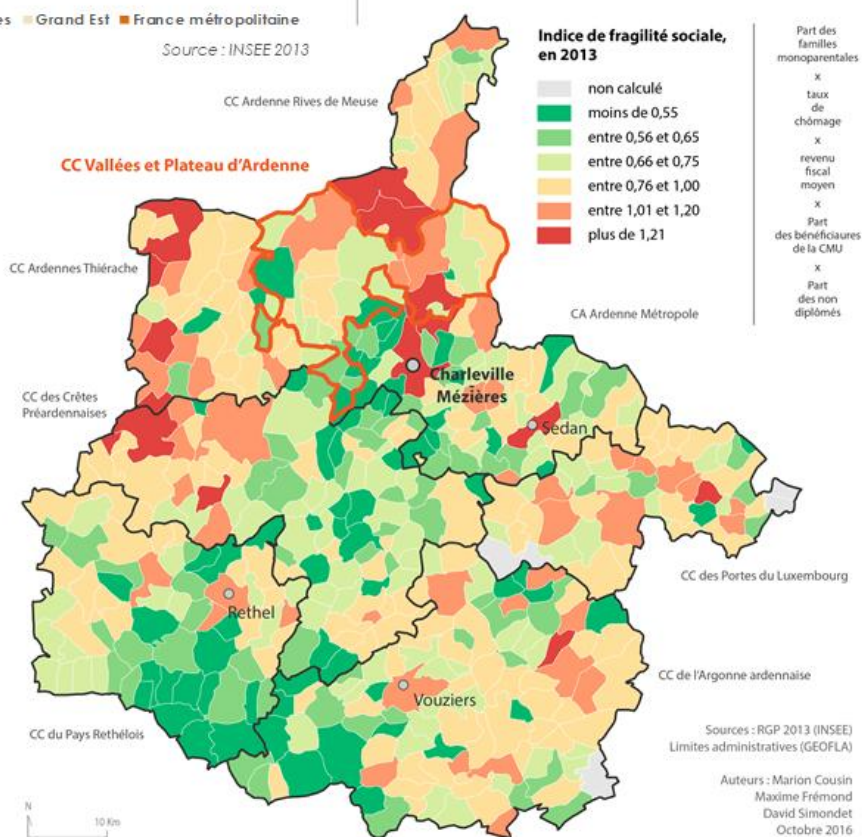 es Grand Est France métropolitaine
Source : INSEE 2013
Indice de fragilité sociale,
en 2013
non calculé
moins de 0,55
entre 0,56 et 0,65
entre 0,66 et 0,75
entre 0,76 et 1,00
entre 1,01 et 1,20
plus de 1,21
Part des
familles
monoparentales
x
taux
de
chômage
x
revenu
fiscal
moyen
x
Part
des bénéficiaures
de la CMU
x
Part
des non
diplômés
CC Ardenne Rives de Meuse
CC Vallées et Plateau d'Ardenne
CC Ardennes Thiérache
CA Ardenne Métropole
Charleville
Mézières
CC des Crêtes
Préardennaises
Sedan
CC des Portes du Luxembourg
Rethel
CC de l'Argonne ardennaise
Vouziers
CC du Pays Rethélois
Sources : RGP 2013 (INSEE)
Limites administratives (GEOFLA)
Auteurs : Marion Cousin
Maxime Frémond
David Simondet
Octobre 2016
N
10 Km